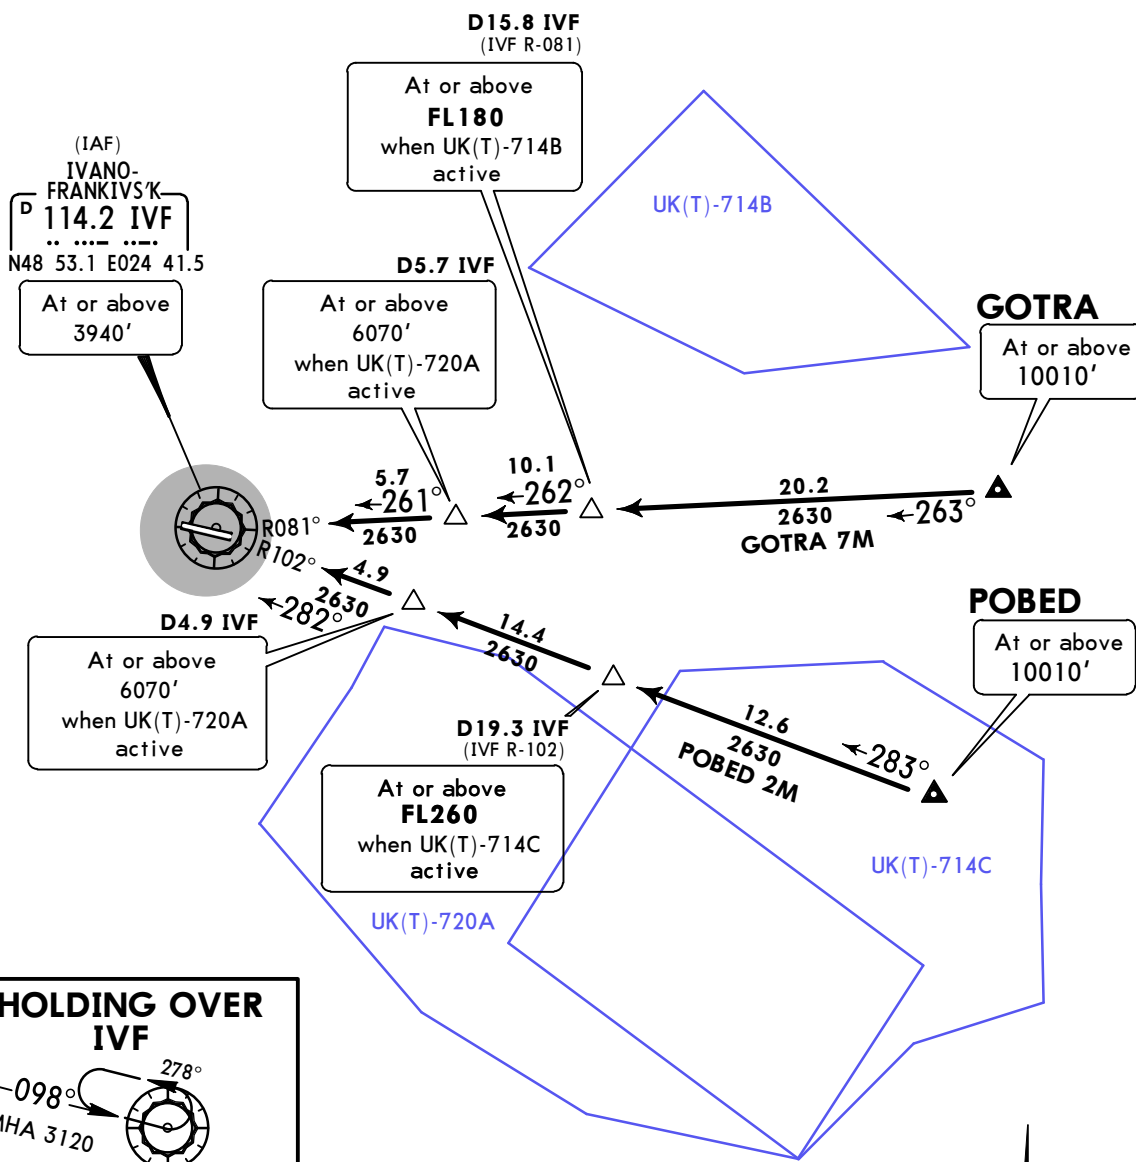 D15.8 IVF
(IVF R-081)
At or above
FL180
when UK(T)-714B
active
(IAF)
IVANO-
FRANKIVS'K
D 114.2 IVF
N48 53.1 E024 41.5
At or above
3940'
D5.7 IVF
At or above
6070'
when UK(T)-720A
active
UK(T)-714B
GOTRA
At or above
10010'
5.7
261°
2630
10.1
262°
2630
20.2
2630
263°
GOTRA 7M
R081°
R102°
4.9
2630
282°
D4.9 IVF
At or above
6070'
when UK(T)-720A
active
14.4
2630
D19.3 IVF
(IVF R-102)
At or above
FL260
when UK(T)-714C
active
POBED
At or above
10010'
12.6
2630
283°
POBED 2M
UK(T)-714C
UK(T)-720A
HOLDING OVER
IVF
278°
098°
MHA 3120